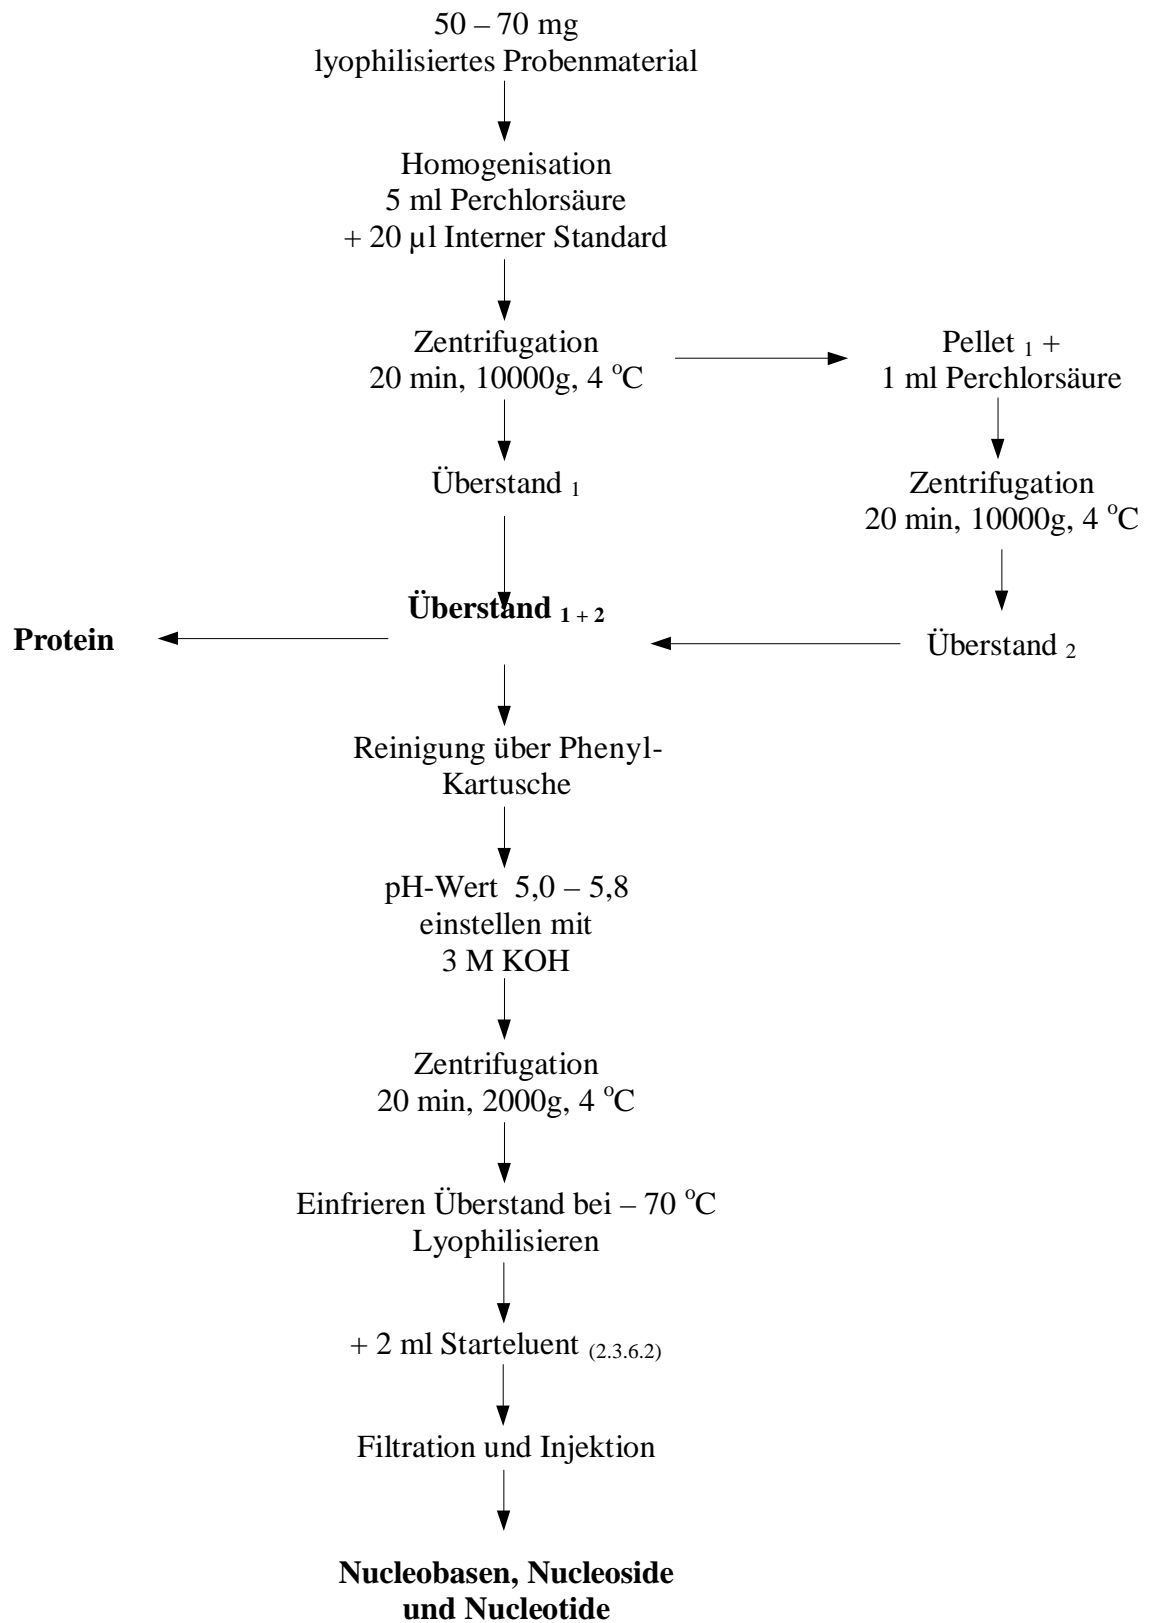 50 – 70 mg
lyophilisiertes Probenmaterial
Homogenisation
5 ml Perchlorsäure
+ 20 µl Interner Standard
Zentrifugation
20 min, 10000g, 4 °C
Pellet 1 +
1 ml Perchlorsäure
Überstand 1
Zentrifugation
20 min, 10000g, 4 °C
Überstand 1 + 2
Protein
Überstand 2
Reinigung über Phenyl-
Kartusche
pH-Wert 5,0 – 5,8
einstellen mit
3 M KOH
Zentrifugation
20 min, 2000g, 4 °C
Einfrieren Überstand bei – 70 °C
Lyophilisieren
+ 2 ml Starteluent (2.3.6.2)
Filtration und Injektion
Nucleobasen, Nucleoside
und Nucleotide